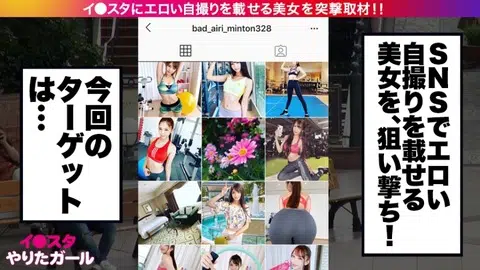 イ●スタにエロい自撮りを載せる美女を突撃取材!!
bad_airi_minton328
SNSでエロい
自撮りを載せる
美女を、狙い撃ち!
今回の
ターゲット
は…
イ●スタ
やりたガール